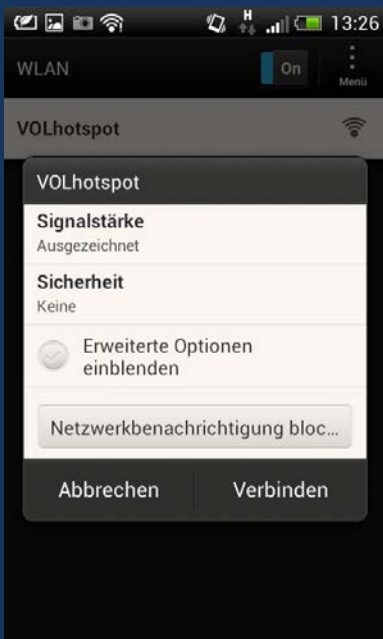 H
13:26
WLAN
On
Menü
VOLhotspot
VOLhotspot
Signalstärke
Ausgezeichnet
Sicherheit
Keine
Erweiterte Optionen
einblenden
Netzwerkbenachrichtigung bloc...
Abbrechen
Verbinden